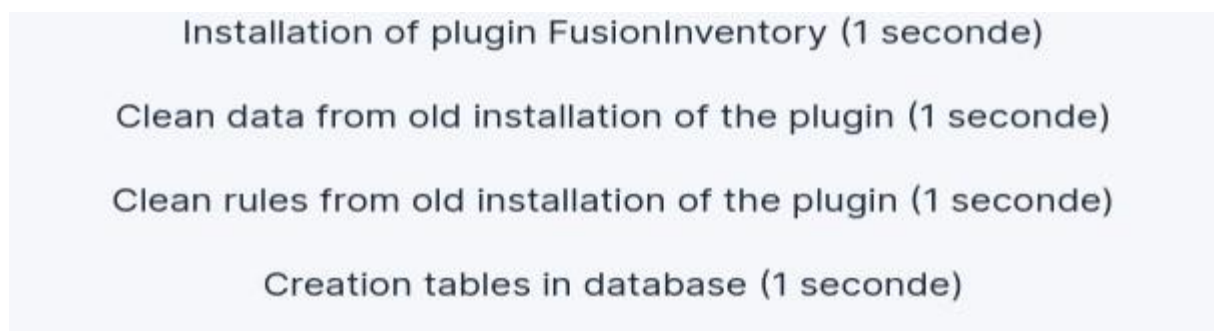 Installation of plugin FusionInventory (1 seconde)
Clean data from old installation of the plugin (1 seconde)
Clean rules from old installation of the plugin (1 seconde)
Creation tables in database (1 seconde)